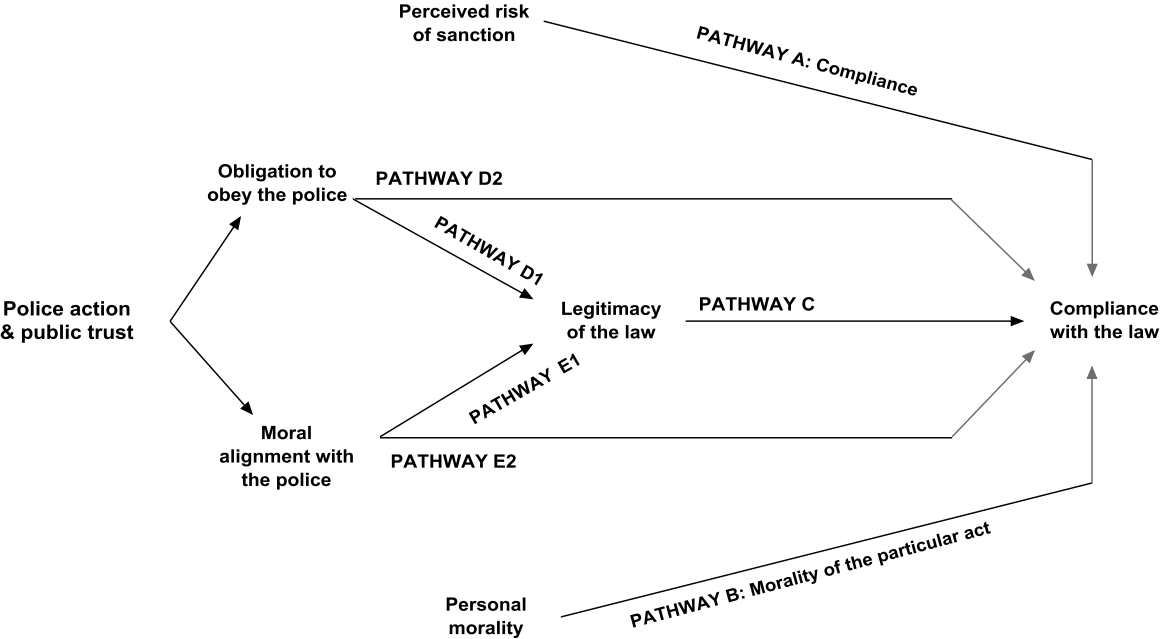 Perceived risk
of sanction
PATHWAY A: Compliance
Obligation to
obey the police
PATHWAY D2
PATHWAY D1
Police action
& public trust
Legitimacy
of the law
PATHWAY C
Compliance
with the law
PATHWAY E1
Moral
alignment with
the police
PATHWAY E2
PATHWAY B: Morality of the particular act
Personal
morality